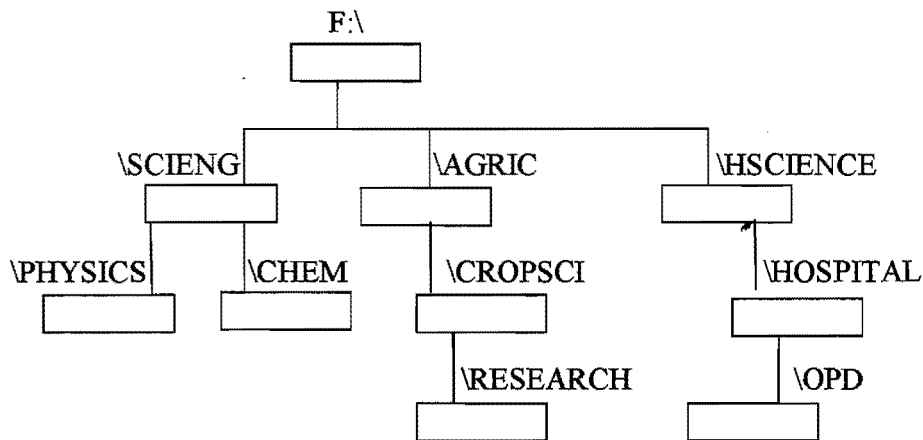 F:\
\SCIENG \AGRIC \HSCIENCE
\PHYSICS \CHEM \CROPSCI \HOSPITAL
\RESEARCH \OPD